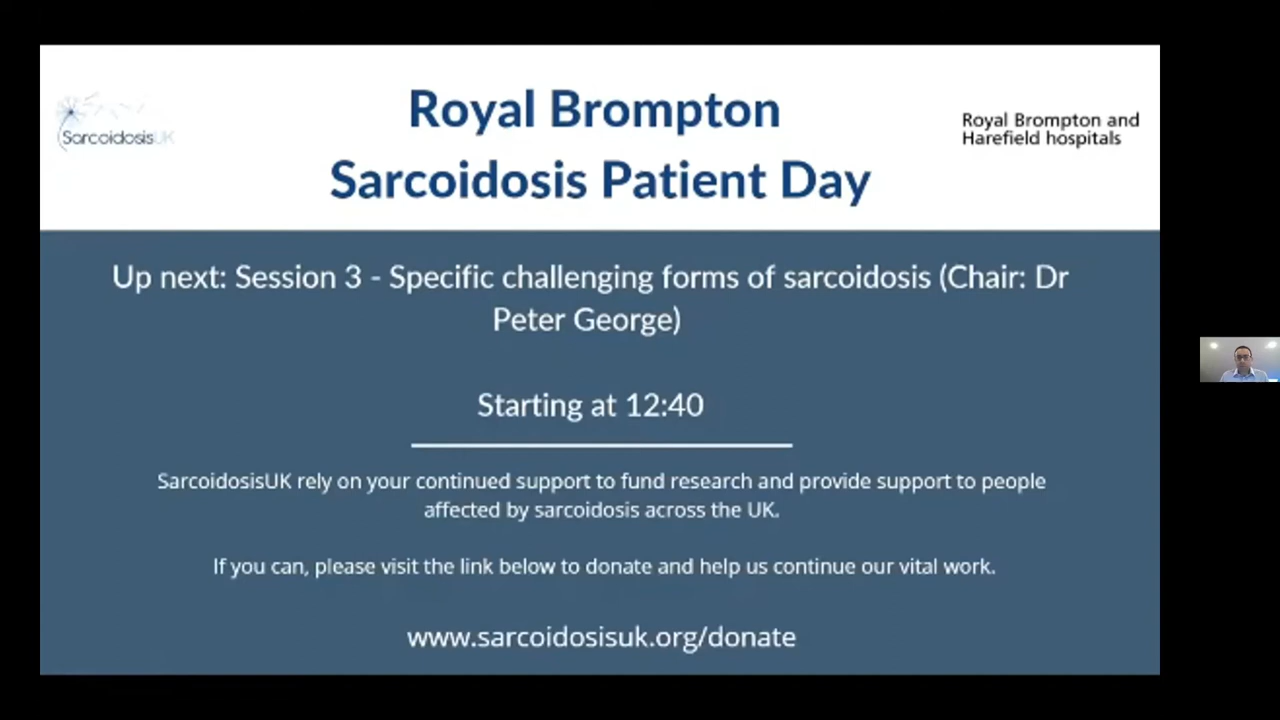 SarcoidosisUK
Royal Brompton
Sarcoidosis Patient Day
Royal Brompton and
Harefield hospitals
Up next: Session 3 - Specific challenging forms of sarcoidosis (Chair: Dr
Peter George)
Starting at 12:40
SarcoidosisUK rely on your continued support to fund research and provide support to people
affected by sarcoidosis across the UK.
If you can, please visit the link below to donate and help us continue our vital work.
www.sarcoidosisuk.org/donate